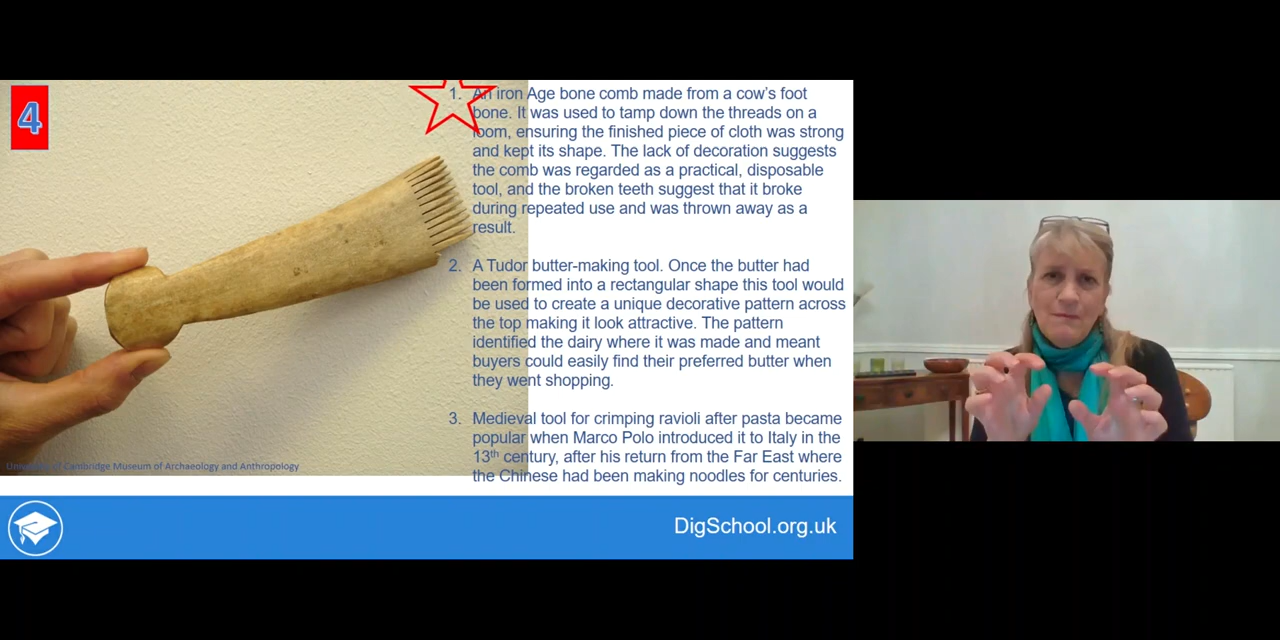 4
1. An iron Age bone comb made from a cow's foot
bone. It was used to tamp down the threads on a
loom, ensuring the finished piece of cloth was strong
and kept its shape. The lack of decoration suggests
the comb was regarded as a practical, disposable
tool, and the broken teeth suggest that it broke
during repeated use and was thrown away as a
result.
2. A Tudor butter-making tool. Once the butter had
been formed into a rectangular shape this tool would
be used to create a unique decorative pattern across
the top making it look attractive. The pattern
identified the dairy where it was made and meant
buyers could easily find their preferred butter when
they went shopping.
3. Medieval tool for crimping ravioli after pasta became
popular when Marco Polo introduced it to Italy in the
13th century, after his return from the Far East where
the Chinese had been making noodles for centuries.
University of Cambridge Museum of Archaeology and Anthropology
DigSchool.org.uk